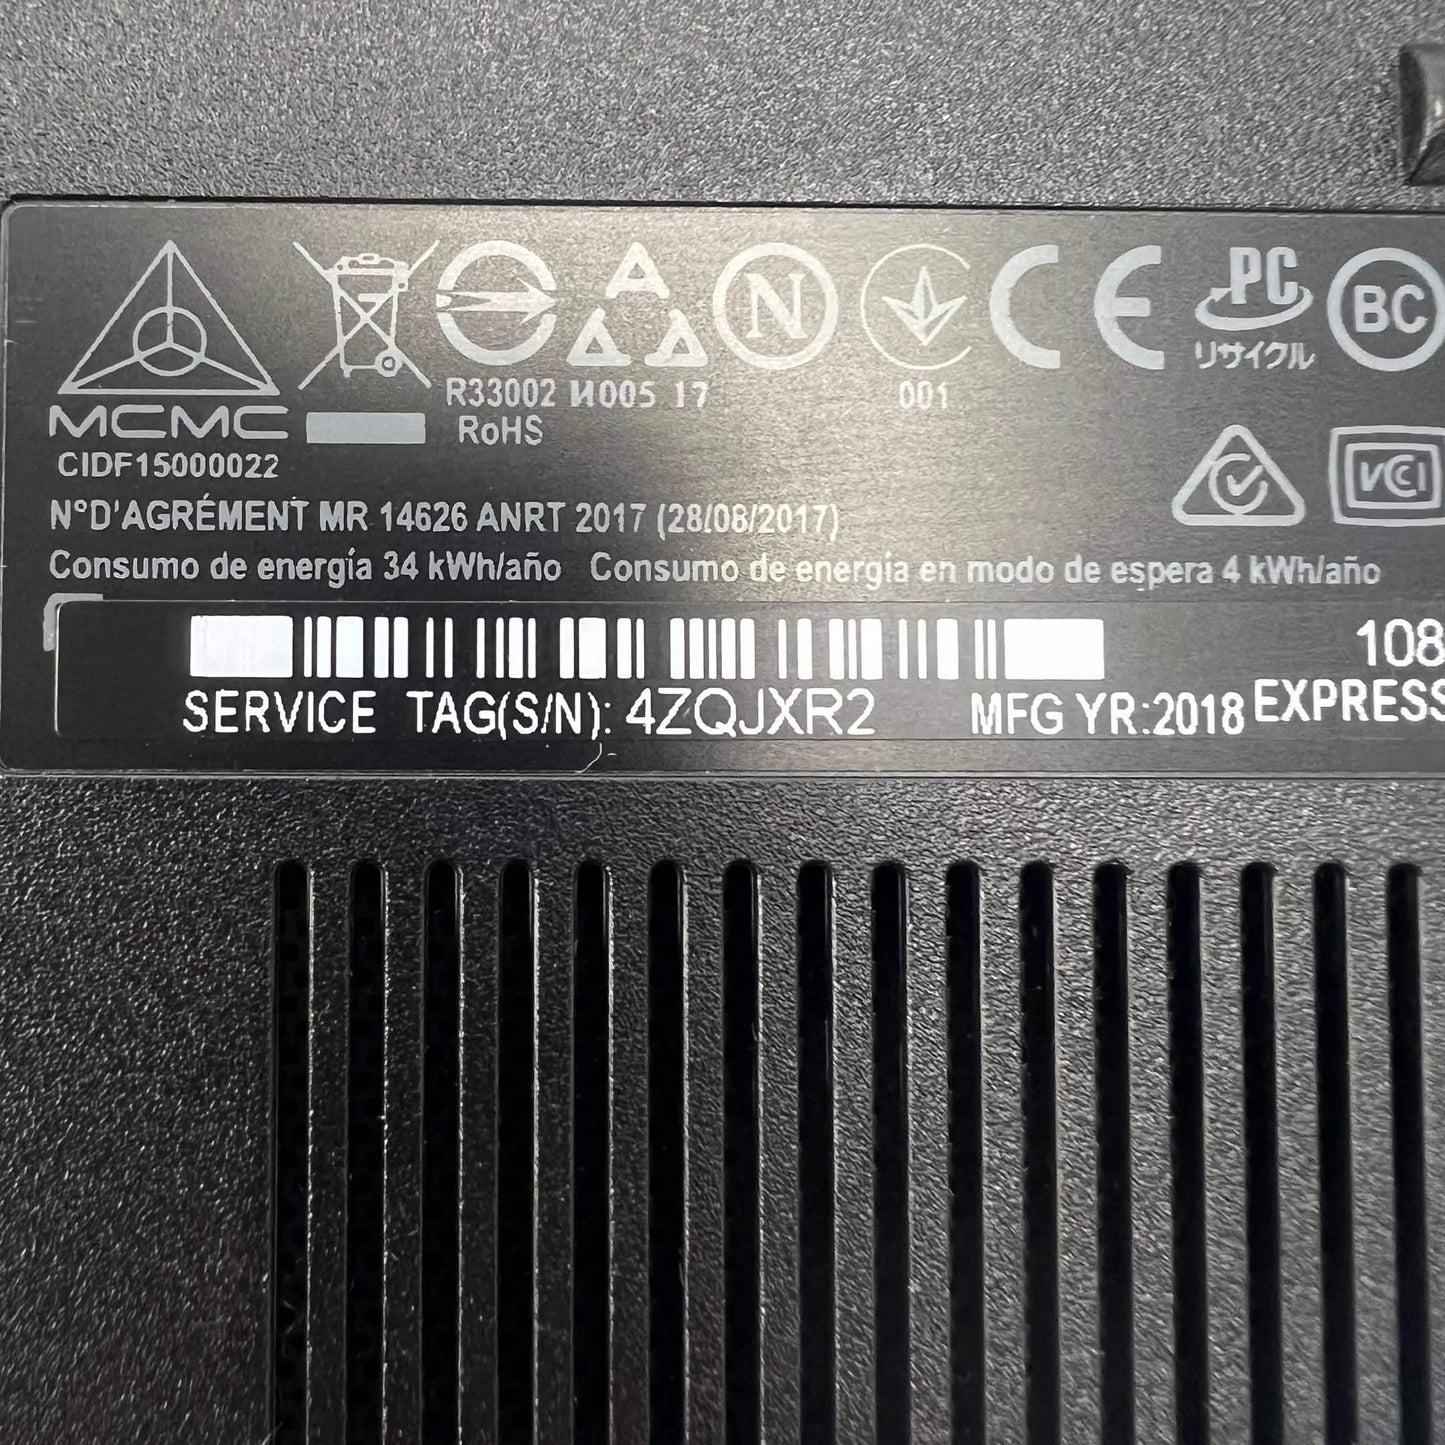 N
CE
PC
リサイクル
BC
R33002 И005 17
001
RoHS
MCMC
CIDF15000022
VCCI
N°D'AGRÉMENT MR 14626 ANRT 2017 (28/08/2017)
Consumo de energía 34 kWh/año Consumo de energía en modo de espera 4 kWh/año
108
SERVICE TAG(S/N): 4ZQJXR2 MFG YR:2018 EXPRESS